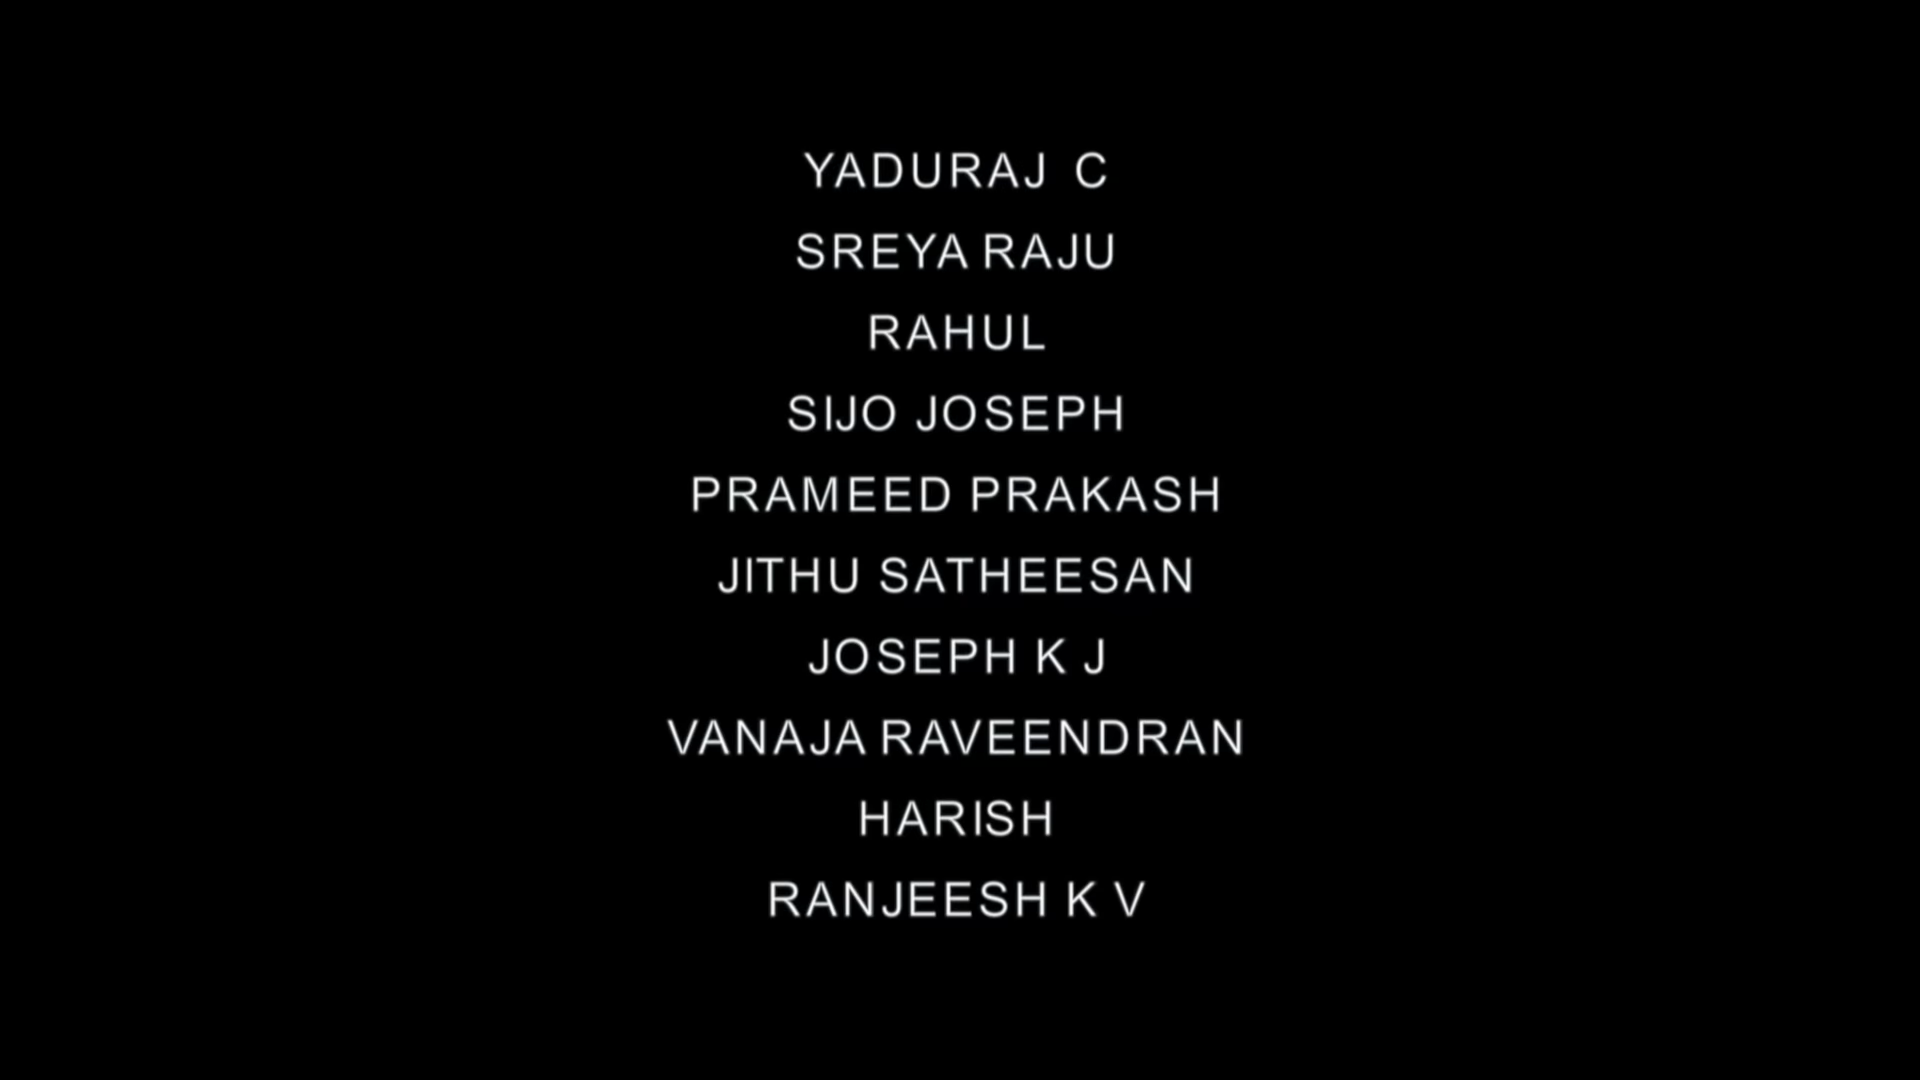 YADURAJ C
SREYA RAJU
RAHUL
SIJO JOSEPH
PRAMEED PRAKASH
JITHU SATHEESAN
JOSEPH K J
VANAJA RAVEENDRAN
HARISH
RANJEESH K V